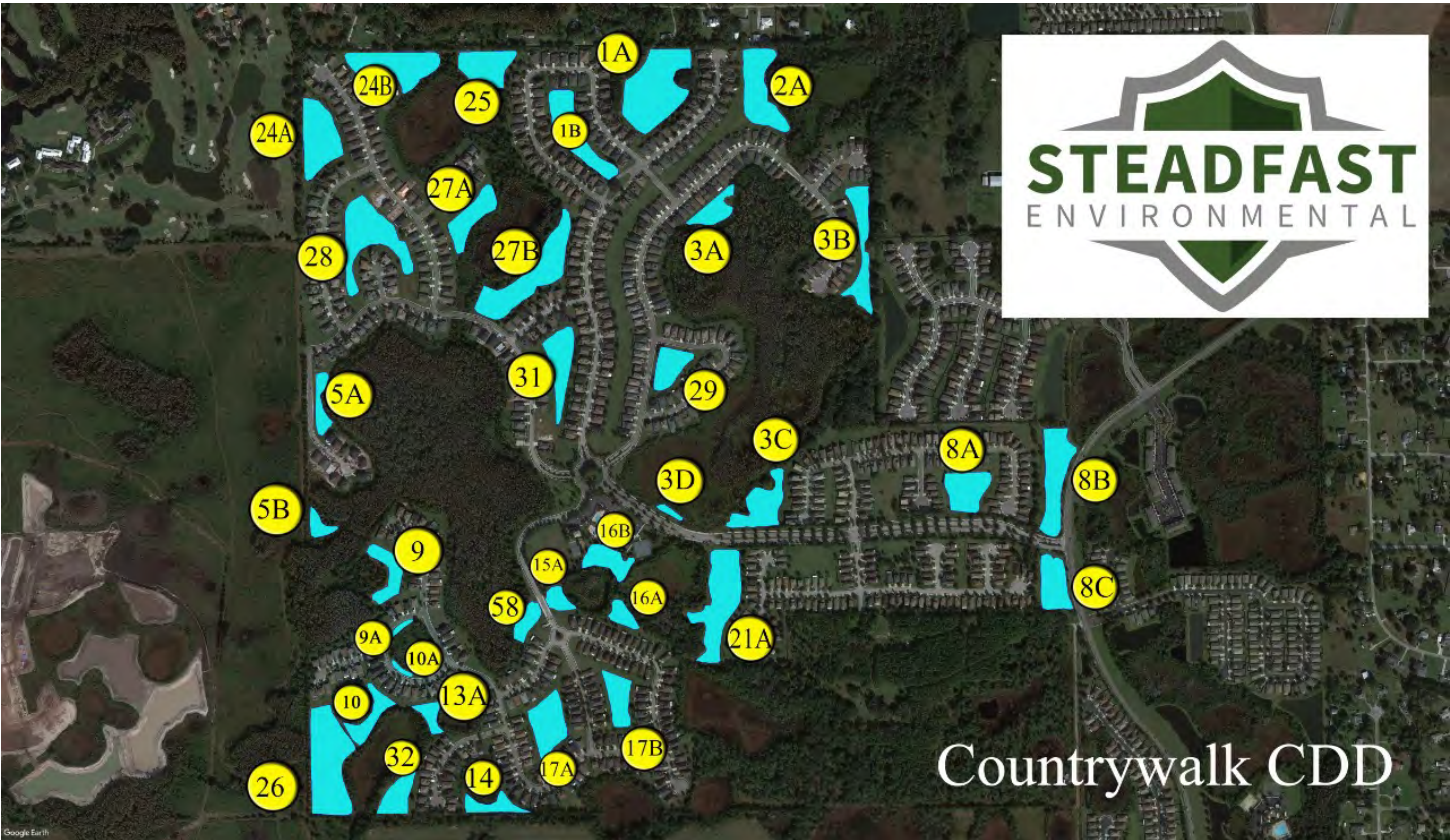 1A
24B
2A
25
24A
1B
27A
3A
3B
27B
28
31
29
5A
3C
8A
3D
8B
5B
16B
9
15A
8C
16A
58
9A
21A
10A
13A
10
17B
32
17A
14
26
STEADFAST
ENVIRONMENTAL
Countrywalk CDD
Google Earth